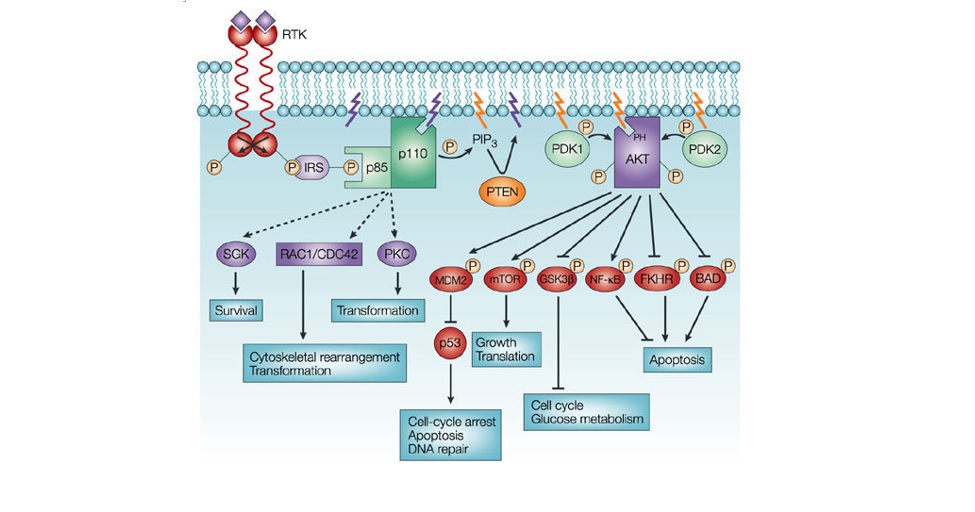 RTK
P
P
IRS
P
p85
p110
P
PIP3
PTEN
PDK1
P
PH
AKT
P
PDK2
P
P
SGK
RAC1/CDC42
PKC
MDM2
P
mTOR
P
GSK3β
P
NF-κB
P
FKHR
P
BAD
P
Survival
Transformation
Cytoskeletal rearrangement
Transformation
p53
Growth
Translation
Apoptosis
Cell cycle
Glucose metabolism
Cell-cycle arrest
Apoptosis
DNA repair